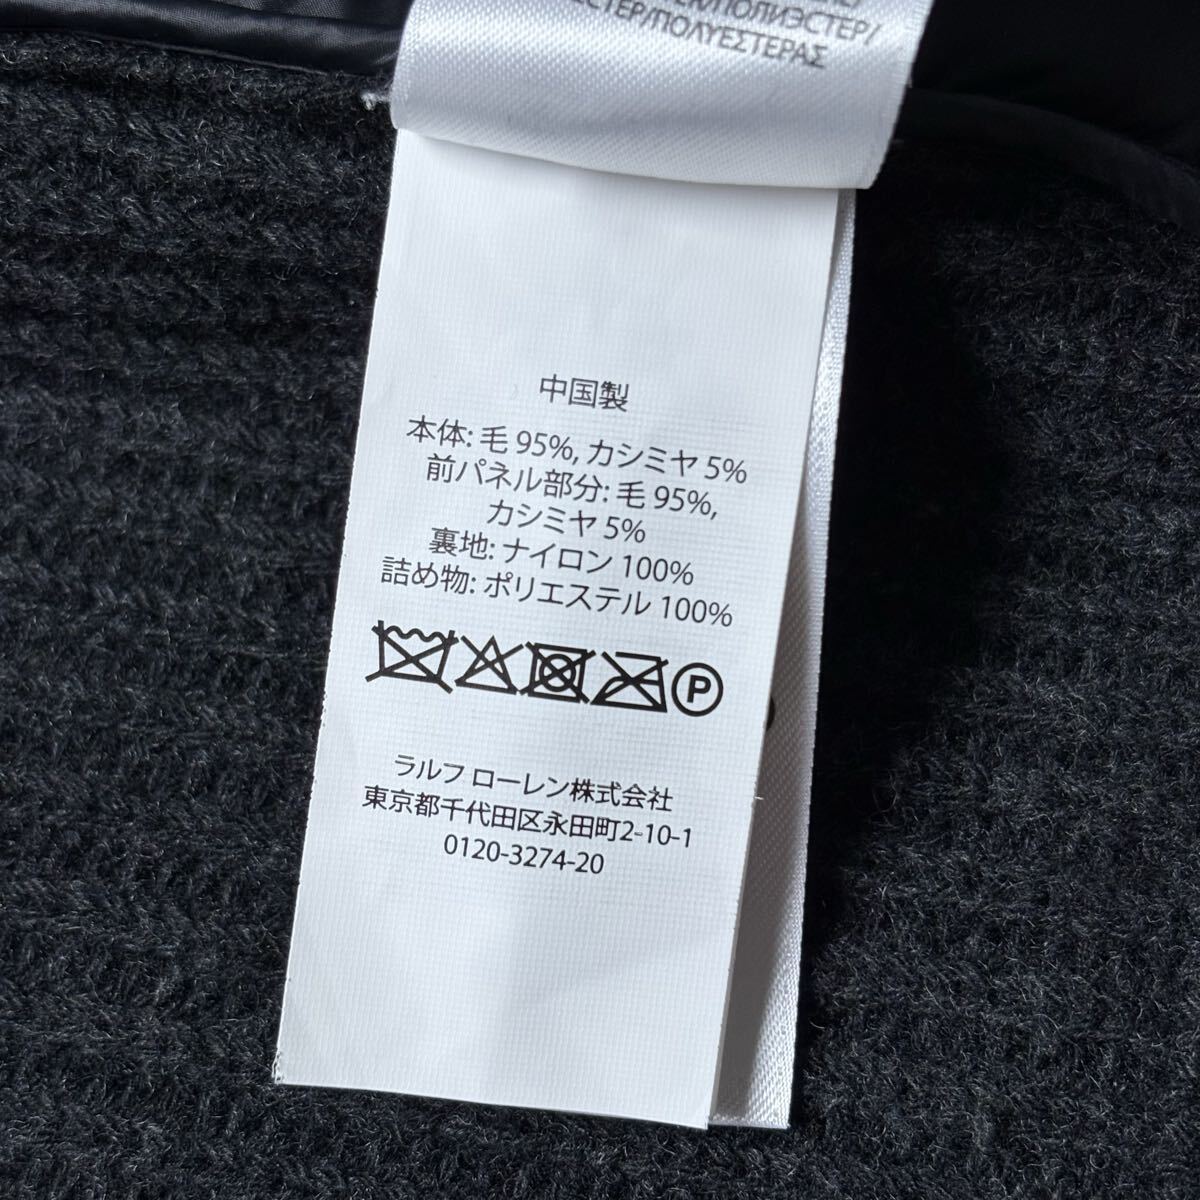 ПОЛИЭСТЕР/
ΠΟΛΥΕΣΤΕΡΑΣ
中国製
本体: 毛 95%, カシミヤ 5%
前パネル部分: 毛 95%,
カシミヤ 5%
裏地: ナイロン 100%
詰め物: ポリエステル 100%
P
ラルフ ローレン株式会社
東京都千代田区永田町2-10-1
0120-3274-20